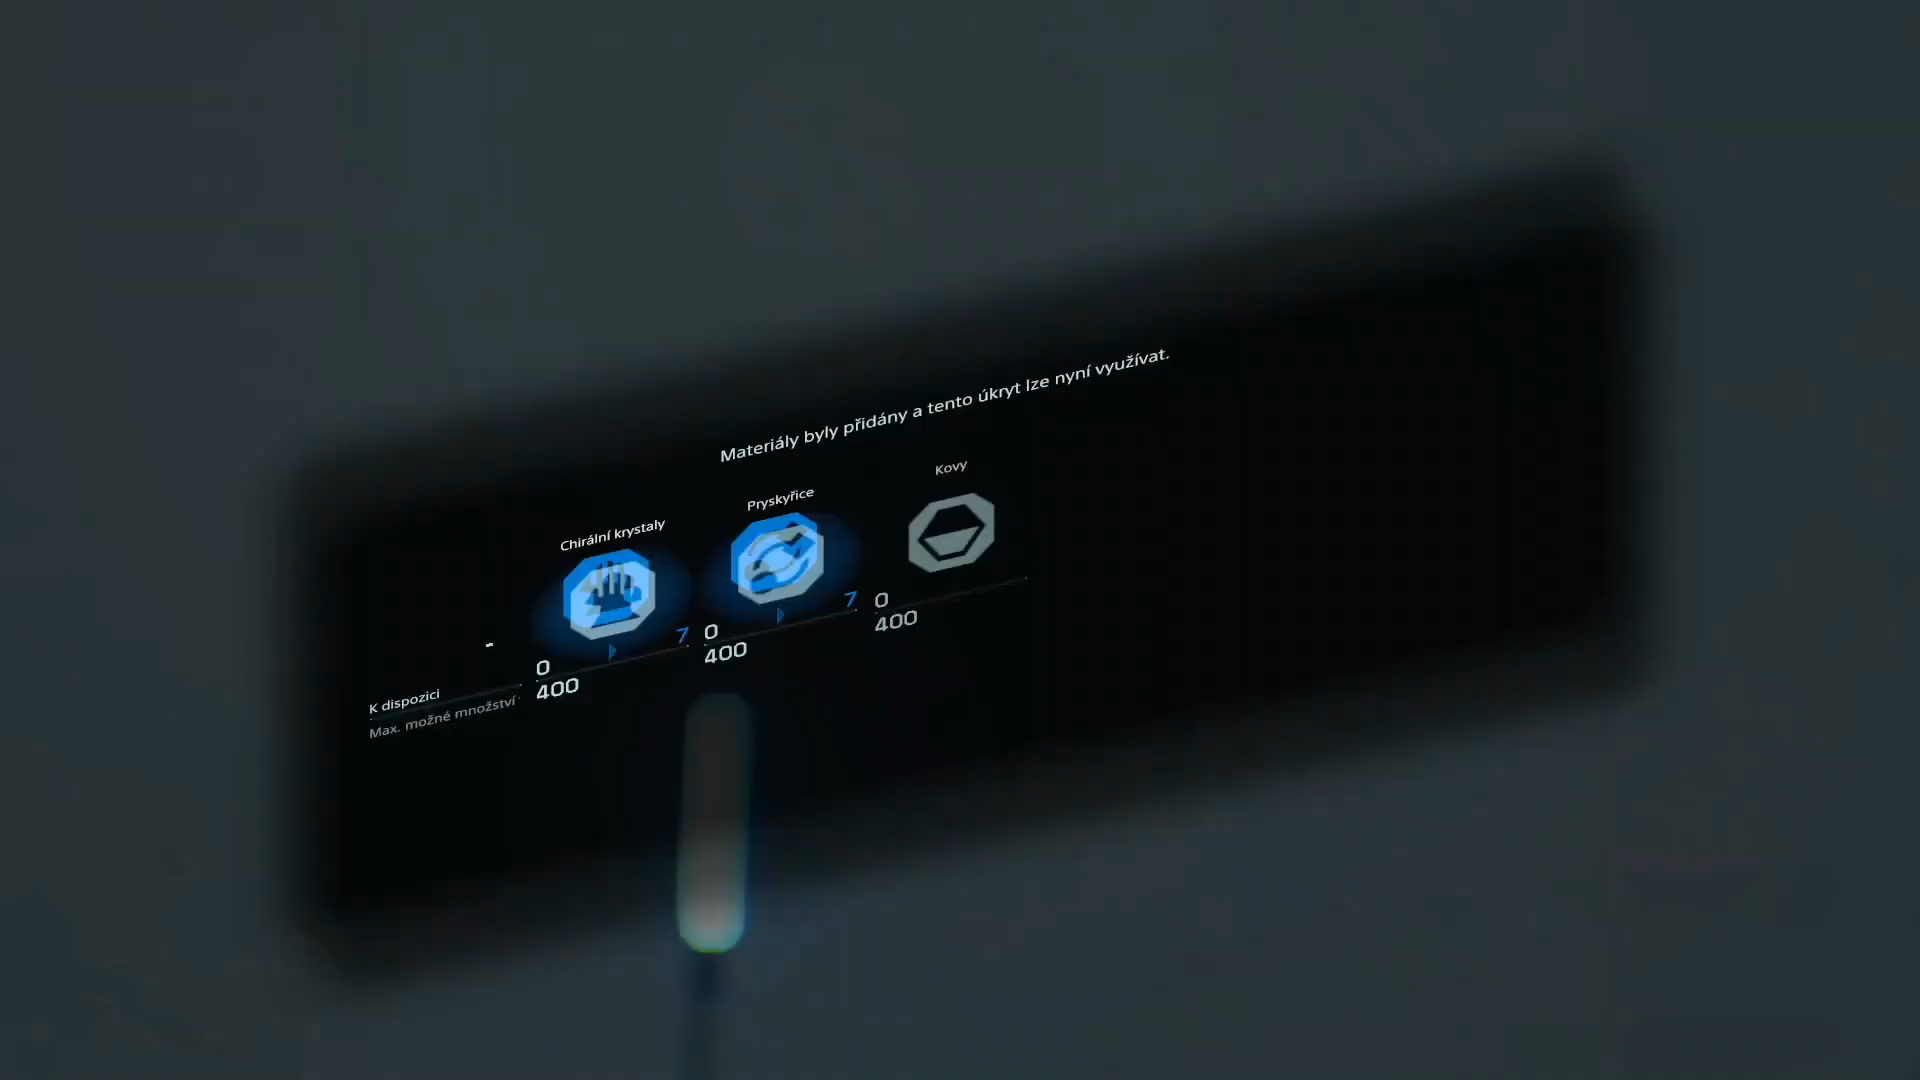 Materiály byly přidány a tento úkryt lze nyní využívat.
Chirální krystaly
Pryskyřice
Kovy
-
7
7
K dispozici
0
0
0
Max. možné množství
400
400
400